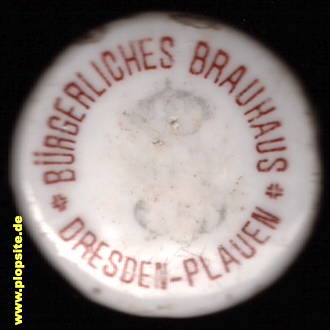 BÜRGERLICHES BRAUHAUS
* DRESDEN-PLAUEN *
www.plopsite.de